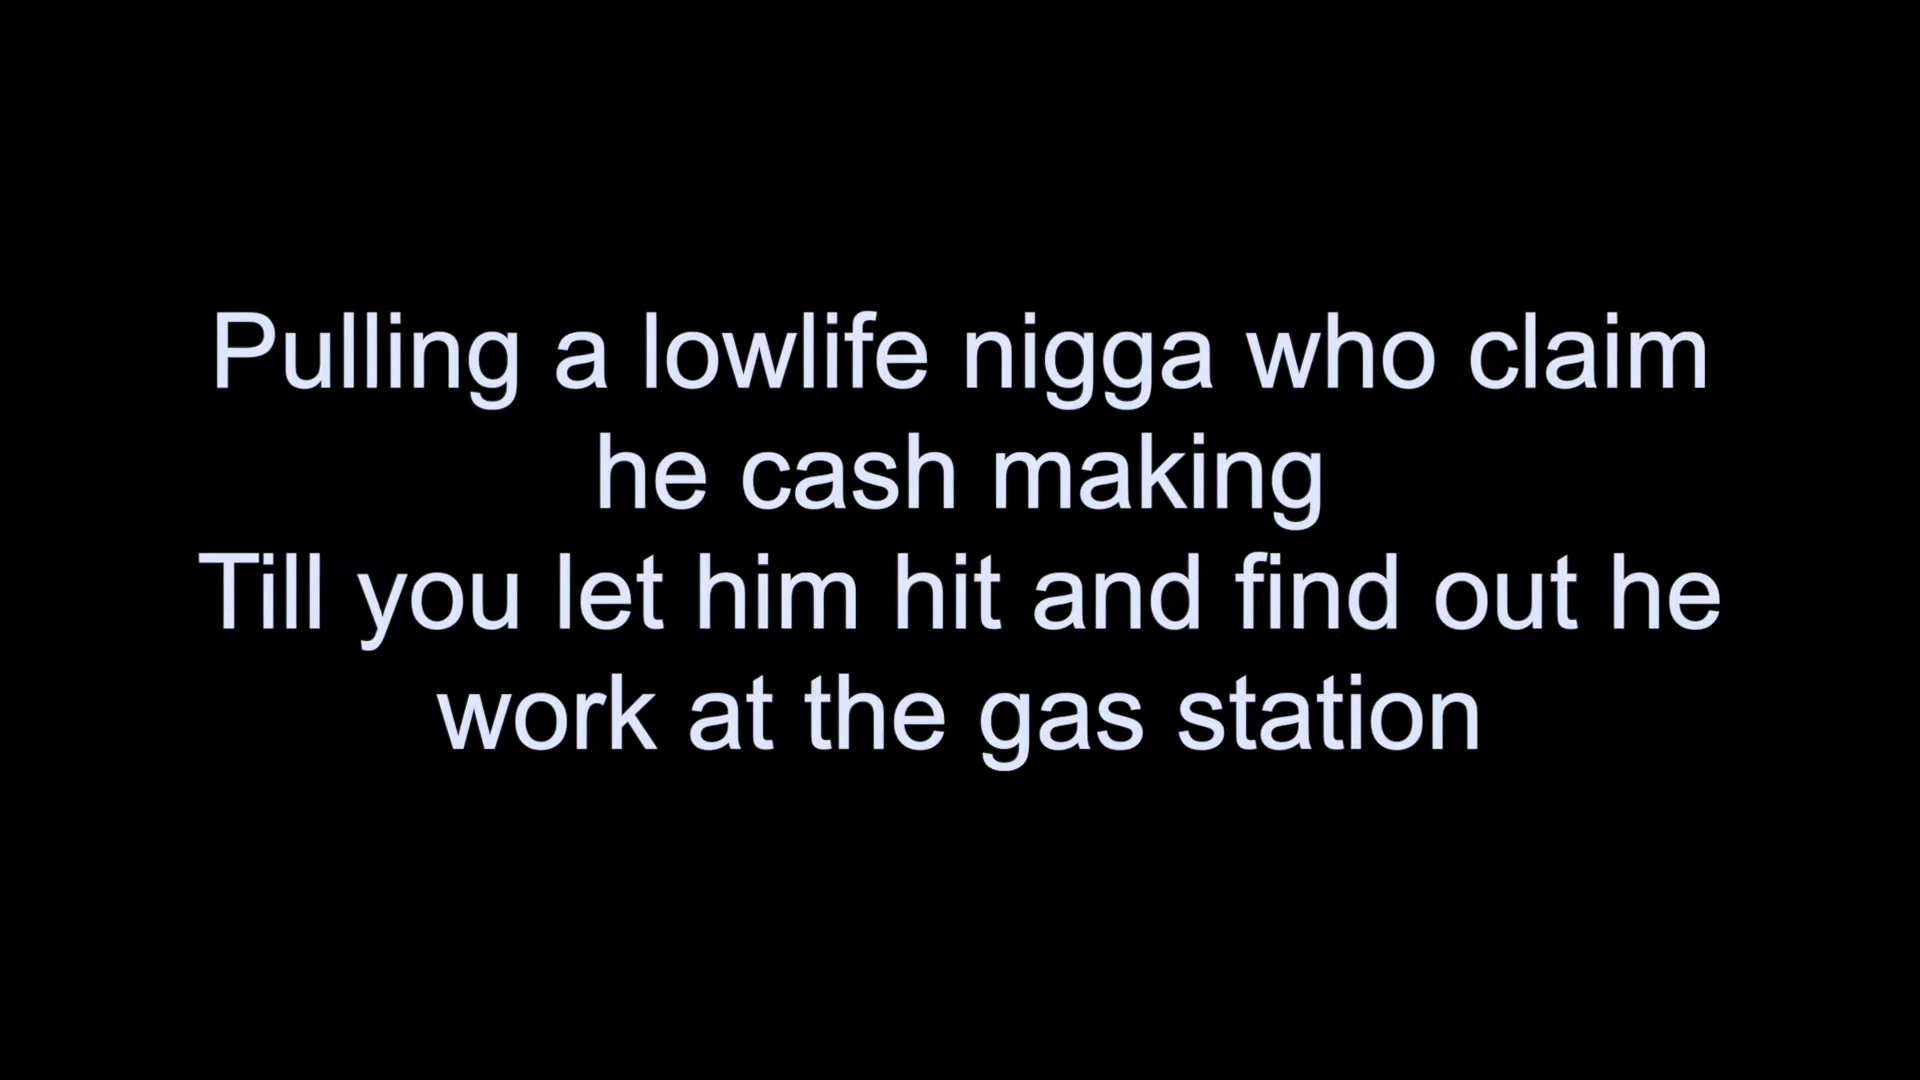 Pulling a lowlife nigga who claim
he cash making
Till you let him hit and find out he
work at the gas station